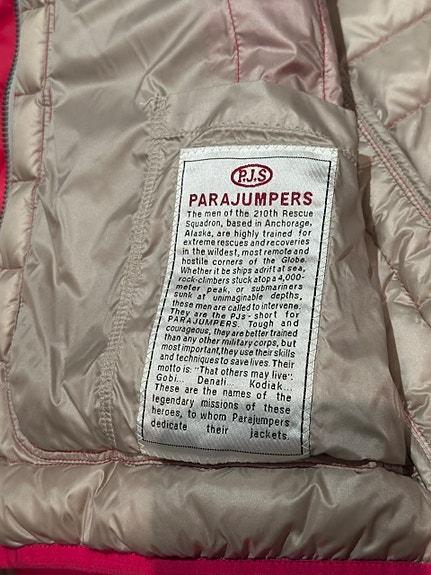 P.J.S
PARAJUMPERS
The men of the 210th Rescue
Squadron, based in Anchorage,
Alaska, are highly trained for
extreme rescues and recoveries
in the wildest, most remote and
hostile corners of the Globe.
Whether it be ships adrift at sea,
rock-climbers stuck atop a 4,000-
meter peak, or submariners
sunk at unimaginable depths,
these men are called to intervene.
They are the PJs - short for
PARAJUMPERS. Tough and
courageous, they are better trained
than any other military corps, but
most important, they use their skills
and techniques to save lives. Their
motto is: "That others may live":
Gobi... Denali... Kodiak...
These are the names of the
legendary missions of these
heroes, to whom Parajumpers
dedicate their jackets.